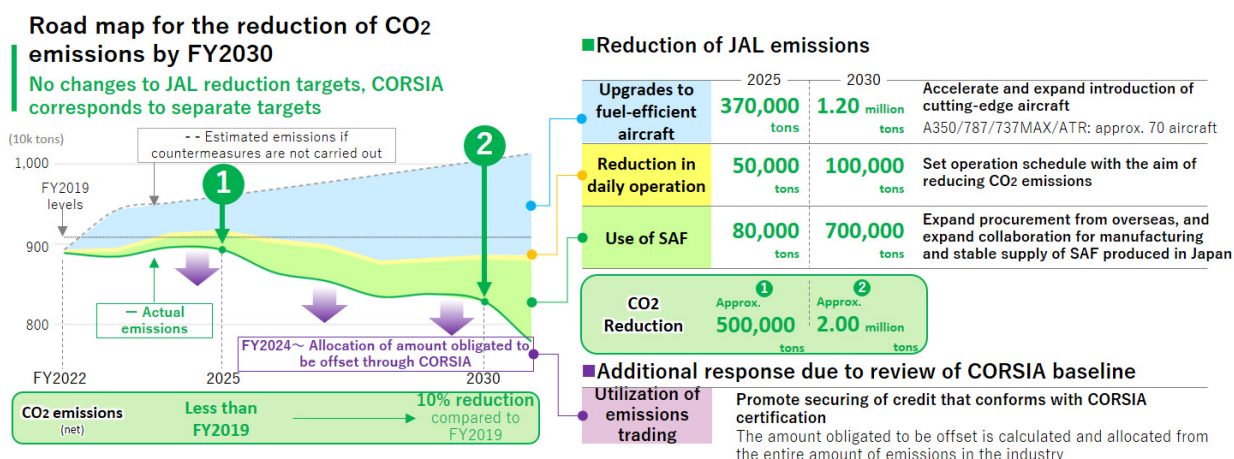 Road map for the reduction of CO2
emissions by FY2030
No changes to JAL reduction targets, CORSIA
corresponds to separate targets
(10k tons)
- - Estimated emissions if
countermeasures are not carried out
1,000
FY2019
levels
900
800
1
2
— Actual
emissions
FY2024～ Allocation of amount obligated to
be offset through CORSIA
FY2022
2025
2030
CO2 emissions
(net)
Less than
FY2019
10% reduction
compared to
FY2019
■Reduction of JAL emissions
2025
2030
Upgrades to
fuel-efficient
aircraft
370,000
tons
1.20 million
tons
Accelerate and expand introduction of
cutting-edge aircraft
A350/787/737MAX/ATR: approx. 70 aircraft
Reduction in
daily operation
50,000
tons
100,000
tons
Set operation schedule with the aim of
reducing CO2 emissions
Use of SAF
80,000
tons
700,000
tons
Expand procurement from overseas, and
expand collaboration for manufacturing
and stable supply of SAF produced in Japan
CO2
Reduction
1
Approx.
500,000
tons
2
Approx.
2.00 million
tons
■Additional response due to review of CORSIA baseline
Utilization of
emissions
trading
Promote securing of credit that conforms with CORSIA
certification
The amount obligated to be offset is calculated and allocated from
the entire amount of emissions in the industry